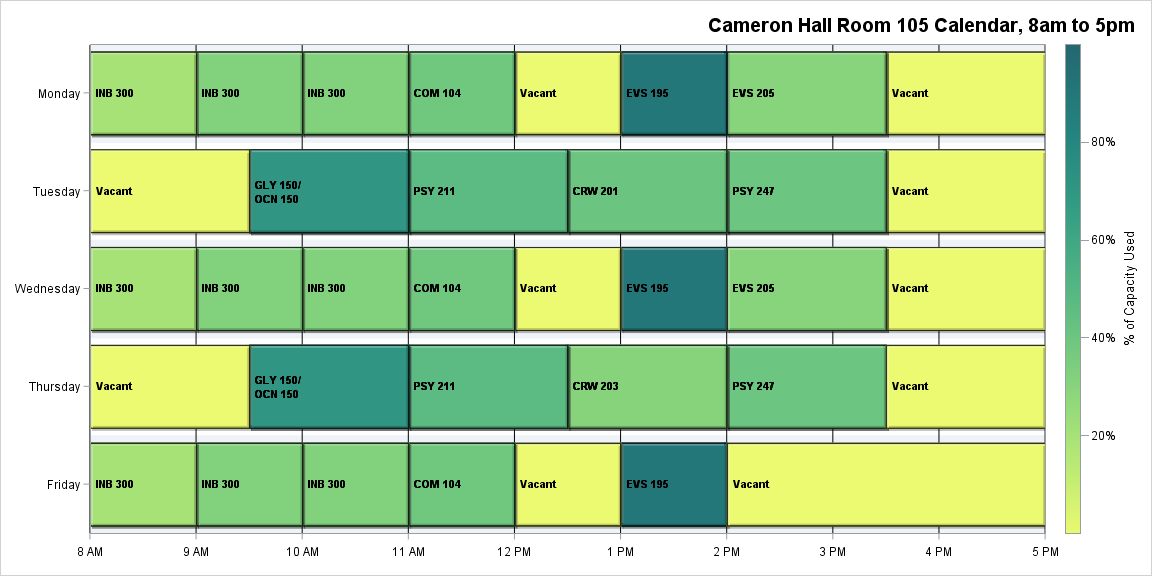 Cameron Hall Room 105 Calendar, 8am to 5pm
Monday
INB 300
INB 300
INB 300
COM 104
Vacant
EVS 195
EVS 205
Vacant
Tuesday
Vacant
GLY 150/
OCN 150
PSY 211
CRW 201
PSY 247
Vacant
Wednesday
INB 300
INB 300
INB 300
COM 104
Vacant
EVS 195
EVS 205
Vacant
Thursday
Vacant
GLY 150/
OCN 150
PSY 211
CRW 203
PSY 247
Vacant
Friday
INB 300
INB 300
INB 300
COM 104
Vacant
EVS 195
Vacant
8 AM
9 AM
10 AM
11 AM
12 PM
1 PM
2 PM
3 PM
4 PM
5 PM
80%
60%
40%
20%
% of Capacity Used